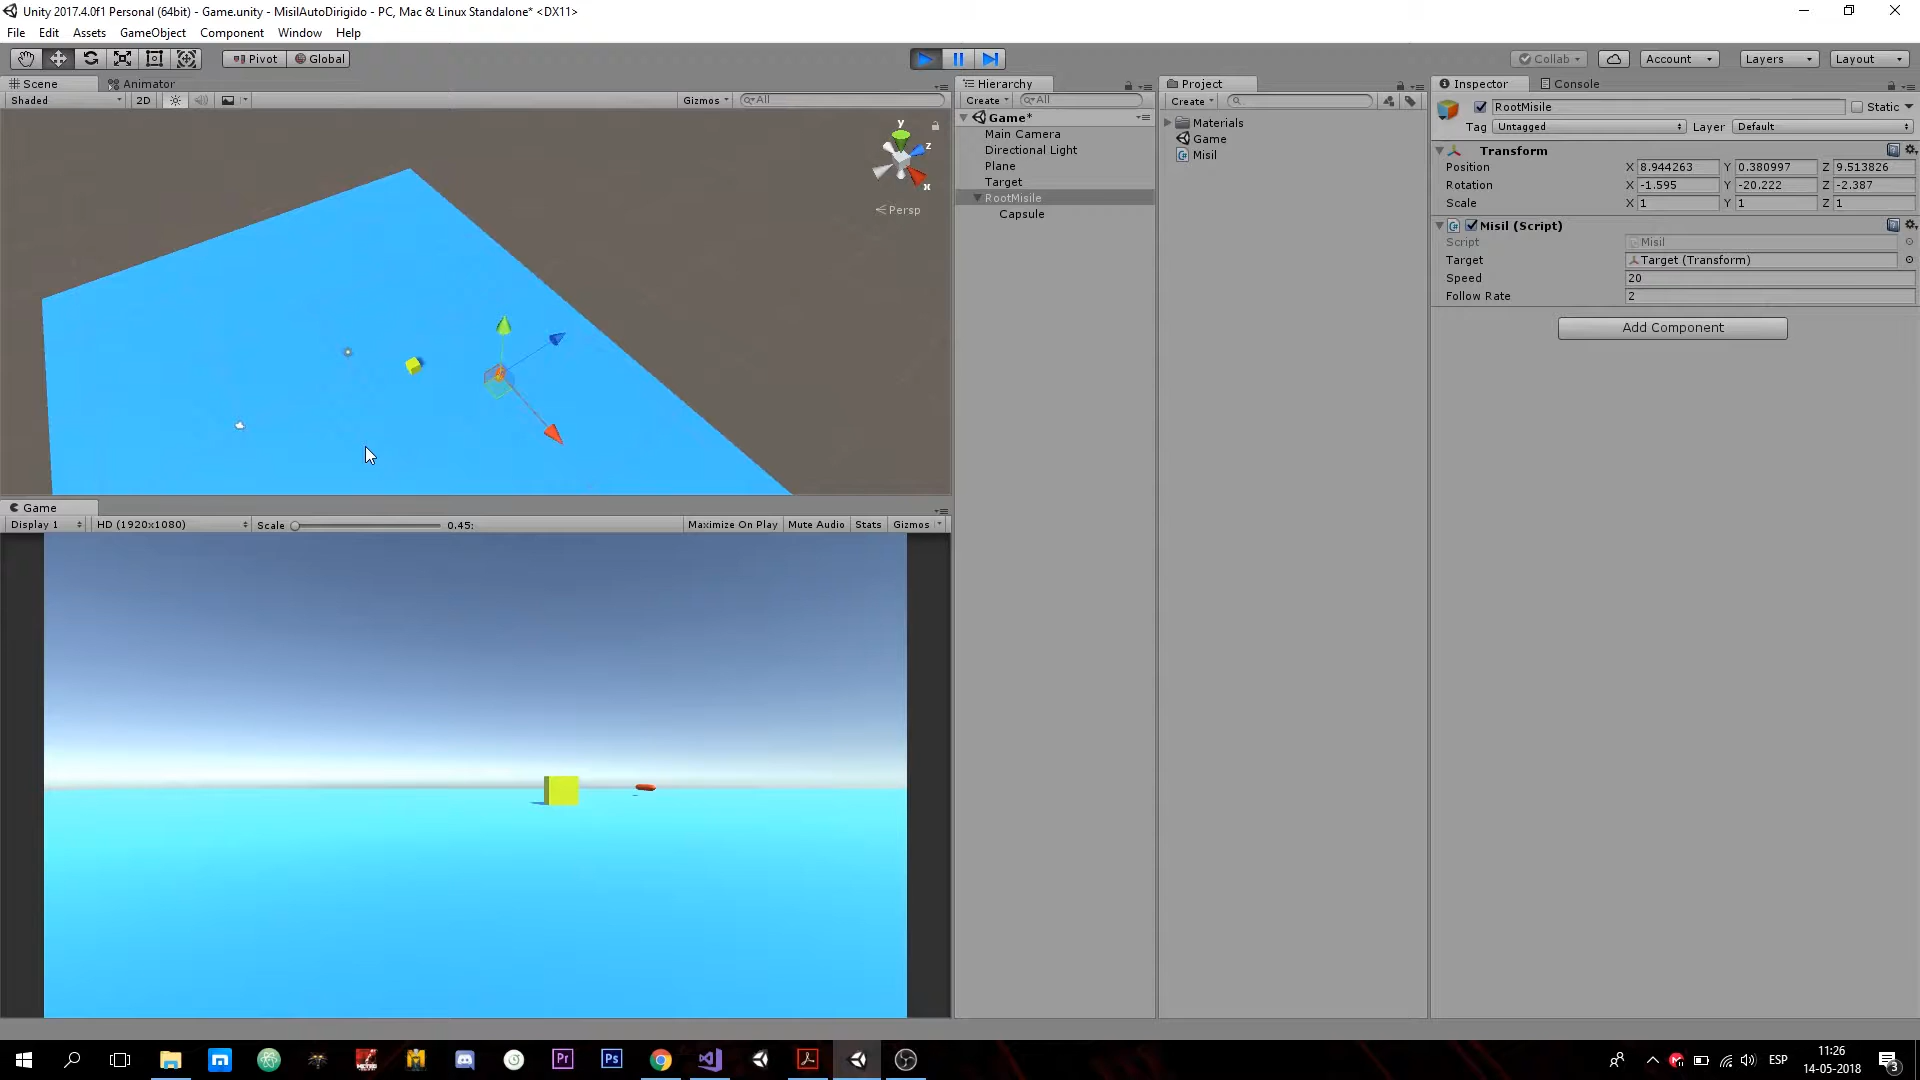 Unity 2017.4.0f1 Personal (64bit) - Game.unity - MisilAutoDirigido - PC, Mac & Linux Standalone* <DX11>
File Edit Assets GameObject Component Window Help
Pivot Global Collab Account Layers Layout
Scene Animator
Shaded 2D Gizmos All
y
z
x
Persp
Game
Display 1 HD (1920x1080) Scale 0.45: Maximize On Play Mute Audio Stats Gizmos
Hierarchy
Create All
Game*
Main Camera
Directional Light
Plane
Target
RootMisile
Capsule
Project
Create
Materials
Game
Misil
Inspector Console
RootMisile Static
Tag Untagged Layer Default
Transform
Position X 8.944263 Y 0.380997 Z 9.513826
Rotation X -1.595 Y -20.222 Z -2.387
Scale X 1 Y 1 Z 1
Misil (Script)
Script Misil
Target Target (Transform)
Speed 20
Follow Rate 2
Add Component
Pr Ps
ESP
11:26
14-05-2018
3